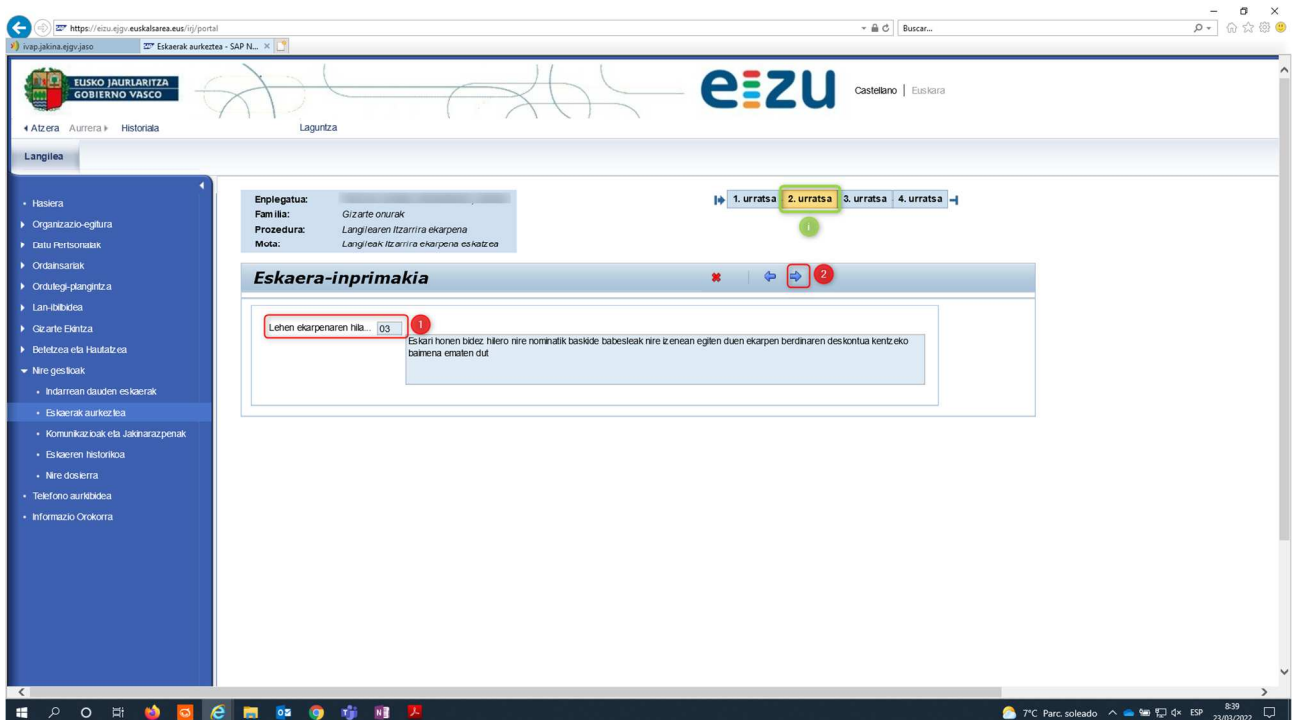 https://eizu.ejgv.euskalsarea.eus/irj/portal
Buscar...
ivap.jakina.ejgv.jaso
Eskaerak aurkeztea - SAP N...
EUSKO JAURLARITZA
GOBIERNO VASCO
eizu
Castellano | Euskara
Atzera Aurrera Historiala
Laguntza
Langilea
Hasiera
Organizazio-egitura
Datu Pertsonalak
Ordainsariak
Ordutegi-plangintza
Lan-ibilbidea
Gizarte Ekintza
Betetzea eta Hautatzea
Nire gestioak
Indarrean dauden eskaerak
Eskaerak aurkeztea
Komunikazioak eta Jakinarazpenak
Eskaeren historikoa
Nire dosierra
Telefono aurkibidea
Informazio Orokorra
Enplegatua:
Familia: Gizarte onurak
Prozedura: Langilearen Itzarrira ekarpena
Mota: Langileak Itzarrira ekarpena eskatzea
1. urratsa 2. urratsa 3. urratsa 4. urratsa
i
Eskaera-inprimakia
2
Lehen ekarpenaren hila... 03
1
Eskari honen bidez hilero nire nominatik baskide babesleak nire izenean egiten duen ekarpen berdinaren deskontua kentzeko
baimena ematen dut
7°C Parc. soleado
ESP
8:39
23/03/2022